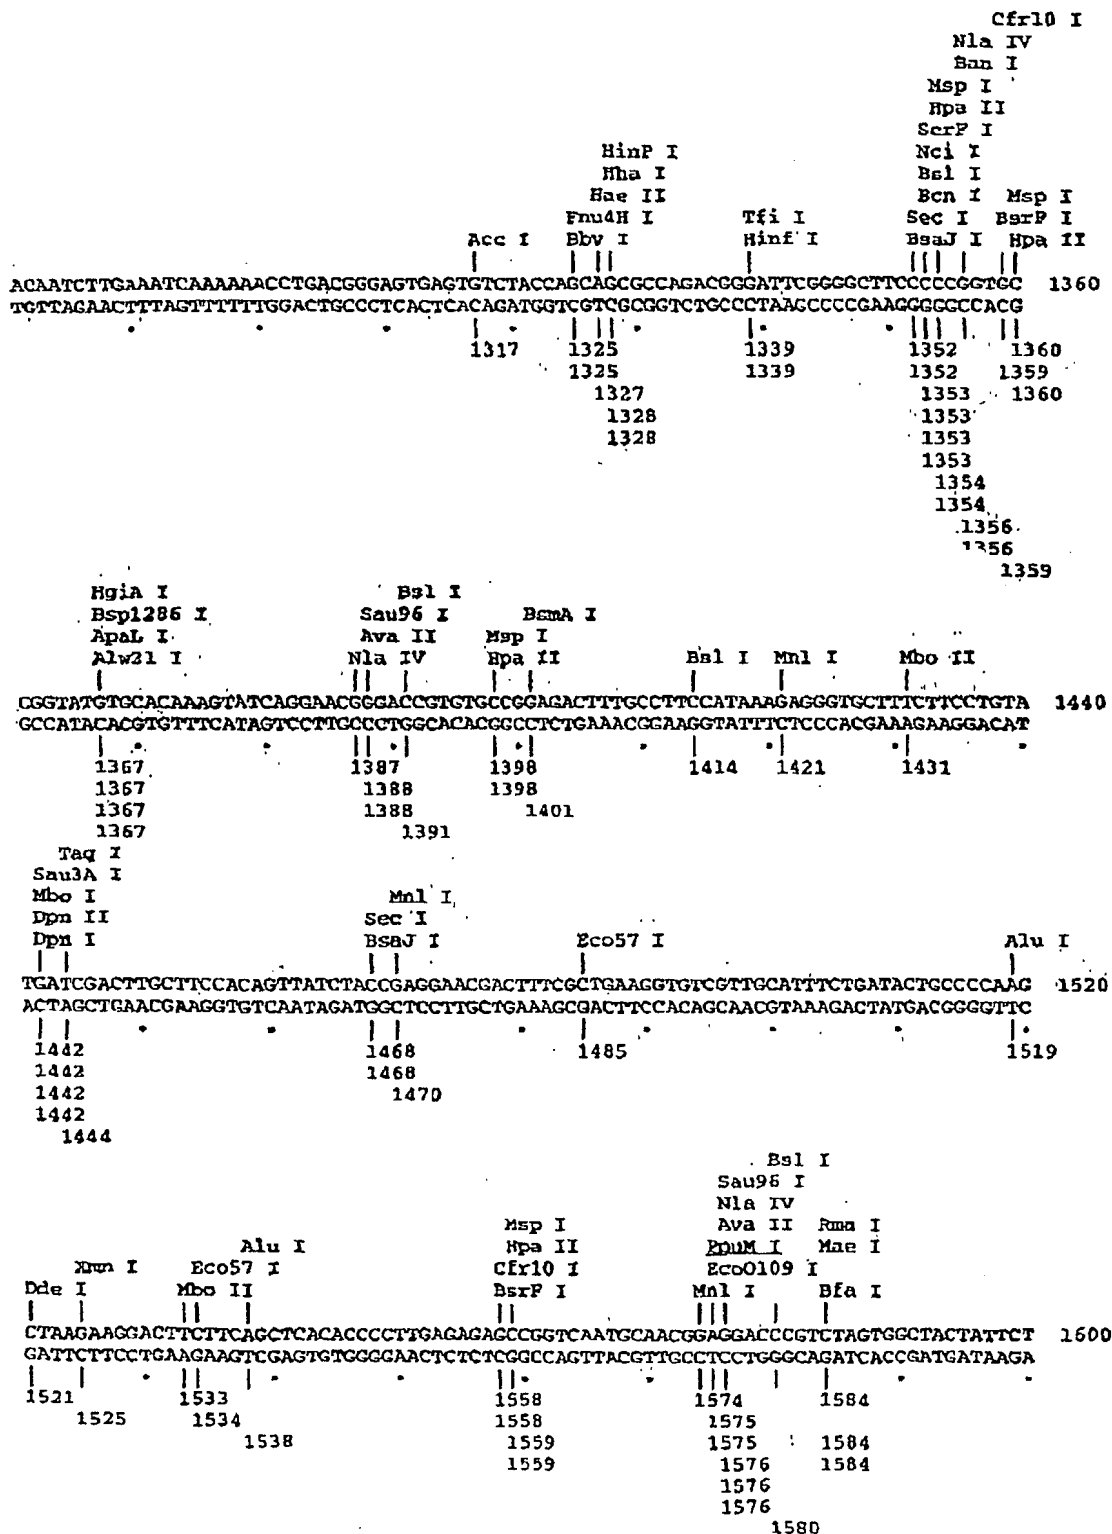 Cfr10 I
Nla IV
Ban I
Msp I
Hpa II
ScrF I
HinP I Nci I
Hha I Bsl I
Hae II Bcn I Msp I
Fnu4H I Tfi I Sec I BsrF I
Acc I Bbv I Hinf I BsaJ I Hpa II
ACAATCTTGAAATCAAAAAACCTGACGGGAGTGAGTGTCTACCAGCAGCGCCAGACGGGATTCGGGGCTTCCCCCGGTGC 1360
TGTTAGAACTTTAGTTTTTTGGACTGCCCTCACTCACAGATGGTCGTCGCGGTCTGCCCTAAGCCCCGAAGGGGGCCACG
1317 1325 1339 1352 1360
1325 1339 1352 1359
1327 1353 1360
1328 1353
1328 1353
1353
1354
1354
1356
1356
1359
HgiA I Bsl I
Bsp1286 I Sau96 I BsmA I
ApaL I Ava II Msp I
Alw21 I Nla IV Hpa II Bsl I Mnl I Mbo II
CGGTATGTGCACAAAGTATCAGGAACGGGACCGTGTGCCGGAGACTTTGCCTTCCATAAAGAGGGTGCTTTCTTCCTGTA 1440
GCCATACACGTGTTTCATAGTCCTTGCCCTGGCACACGGCCTCTGAAACGGAAGGTATTTCTCCCACGAAAGAAGGACAT
1367 1387 1398 1414 1421 1431
1367 1388 1398
1367 1388 1401
1367 1391
Taq I
Sau3A I
Mbo I Mnl I
Dpn II Sec I
Dpn I BsaJ I Eco57 I Alu I
TGATCGACTTGCTTCCACAGTTATCTACCGAGGAACGACTTTCGCTGAAGGTGTCGTTGCATTTCTGATACTGCCCCAAG 1520
ACTAGCTGAACGAAGGTGTCAATAGATGGCTCCTTGCTGAAAGCGACTTCCACAGCAACGTAAAGACTATGACGGGGTTC
1442 1468 1485 1519
1442 1468
1442 1470
1442
1444
Bsl I
Sau96 I
Nla IV
Msp I Ava II Rma I
Alu I Hpa II PpuM I Mae I
Xmn I Eco57 I Cfr10 I EcoO109 I
Dde I Mbo II BsrF I Mnl I Bfa I
CTAAGAAGGACTTCTTCAGCTCACACCCCTTGAGAGAGCCGGTCAATGCAACGGAGGACCCGTCTAGTGGCTACTATTCT 1600
GATTCTTCCTGAAGAAGTCGAGTGTGGGGAACTCTCTCGGCCAGTTACGTTGCCTCCTGGGCAGATCACCGATGATAAGA
1521 1533 1558 1574 1584
1525 1534 1558 1575
1538 1559 1575 1584
1559 1576 1584
1576
1576
1580